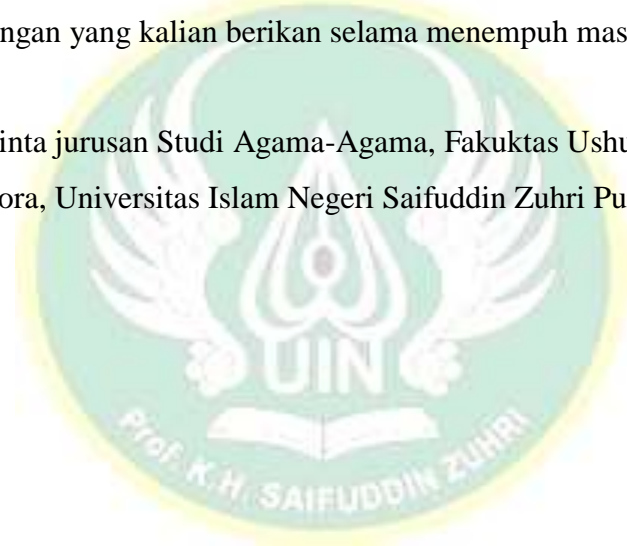 ngan yang kalian berikan selama menempuh mas
inta jurusan Studi Agama-Agama, Fakuktas Ushu
ora, Universitas Islam Negeri Saifuddin Zuhri Pu
UIN
Prof. K.H. SAIFUDDIN ZUHRI